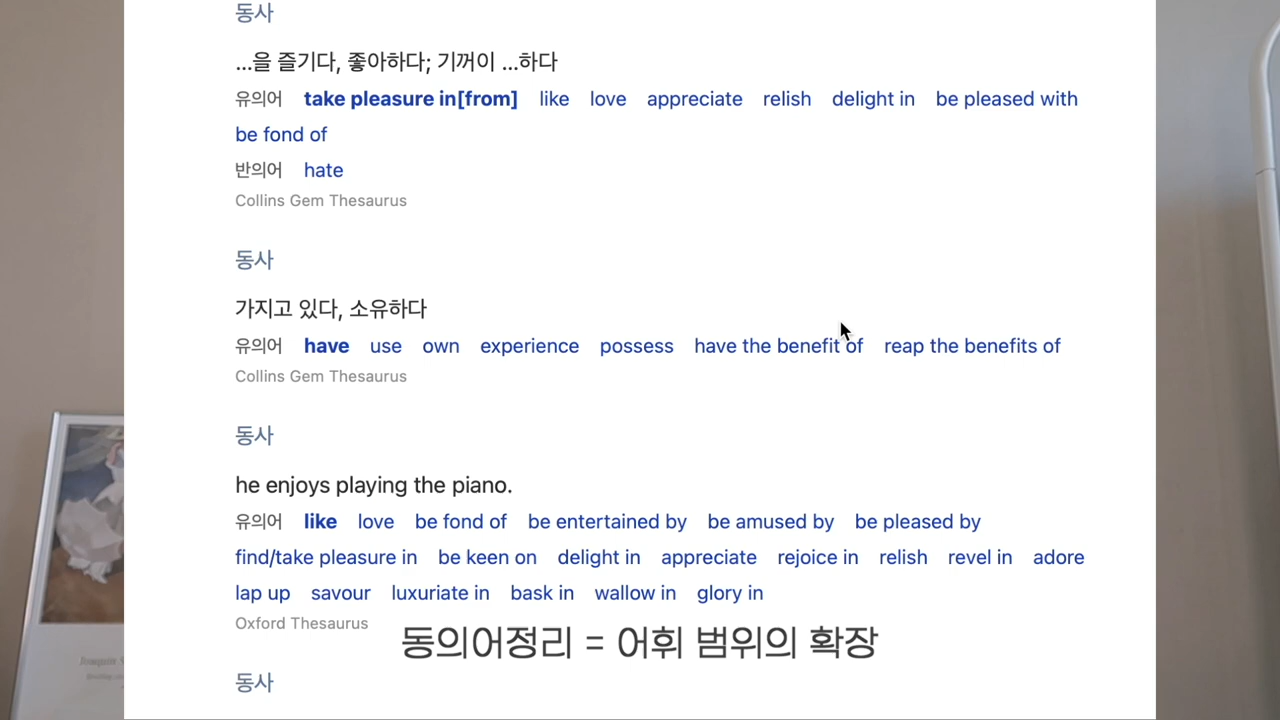 동사
...을 즐기다, 좋아하다; 기꺼이 ...하다
유의어 take pleasure in[from] like love appreciate relish delight in be pleased with
be fond of
반의어 hate
Collins Gem Thesaurus
동사
가지고 있다, 소유하다
유의어 have use own experience possess have the benefit of reap the benefits of
Collins Gem Thesaurus
동사
he enjoys playing the piano.
유의어 like love be fond of be entertained by be amused by be pleased by
find/take pleasure in be keen on delight in appreciate rejoice in relish revel in adore
lap up savour luxuriate in bask in wallow in glory in
Oxford Thesaurus
동의어정리 = 어휘 범위의 확장
동사